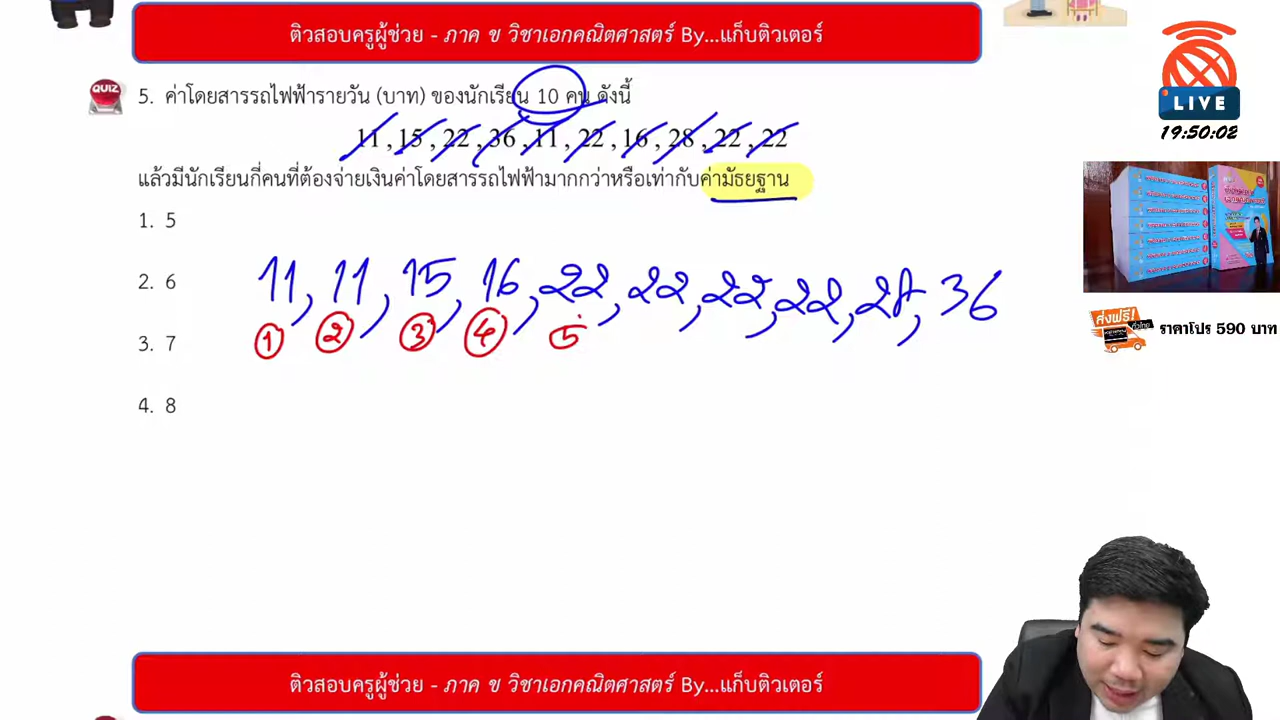 ติวสอบครูผู้ช่วย - ภาค ข วิชาเอกคณิตศาสตร์ By...แก็บติวเตอร์
QUIZ
5. ค่าโดยสารรถไฟฟ้ารายวัน (บาท) ของนักเรียน 10 คน ดังนี้
11 , 15 , 22 , 36 , 11 , 22 , 16 , 28 , 22 , 22
แล้วมีนักเรียนกี่คนที่ต้องจ่ายเงินค่าโดยสารรถไฟฟ้ามากกว่าหรือเท่ากับค่ามัธยฐาน
1. 5
2. 6
3. 7
4. 8
11, 11, 15, 16, 22, 22, 22, 22, 28, 36
1 2 3 4 5
LIVE
19:50:02
ส่งฟรี!
ราคาโปร 590 บาท
ติวสอบครูผู้ช่วย - ภาค ข วิชาเอกคณิตศาสตร์ By...แก็บติวเตอร์